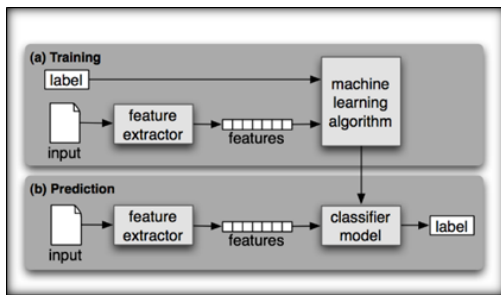 (a) Training
label
machine
learning
algorithm
feature
extractor
features
input
(b) Prediction
feature
extractor
features
classifier
model
label
input